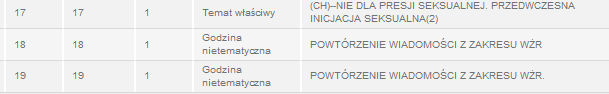 17 17 1 Temat właściwy (CH)–NIE DLA PRESJI SEKSUALNEJ. PRZEDWCZESNA
INICJACJA SEKSUALNA(2)
18 18 1 Godzina
nietematyczna POWTÓRZENIE WIADOMOŚCI Z ZAKRESU WŻR
19 19 1 Godzina
nietematyczna POWTÓRZENIE WIADOMOŚCI Z ZAKRESU WŻR.